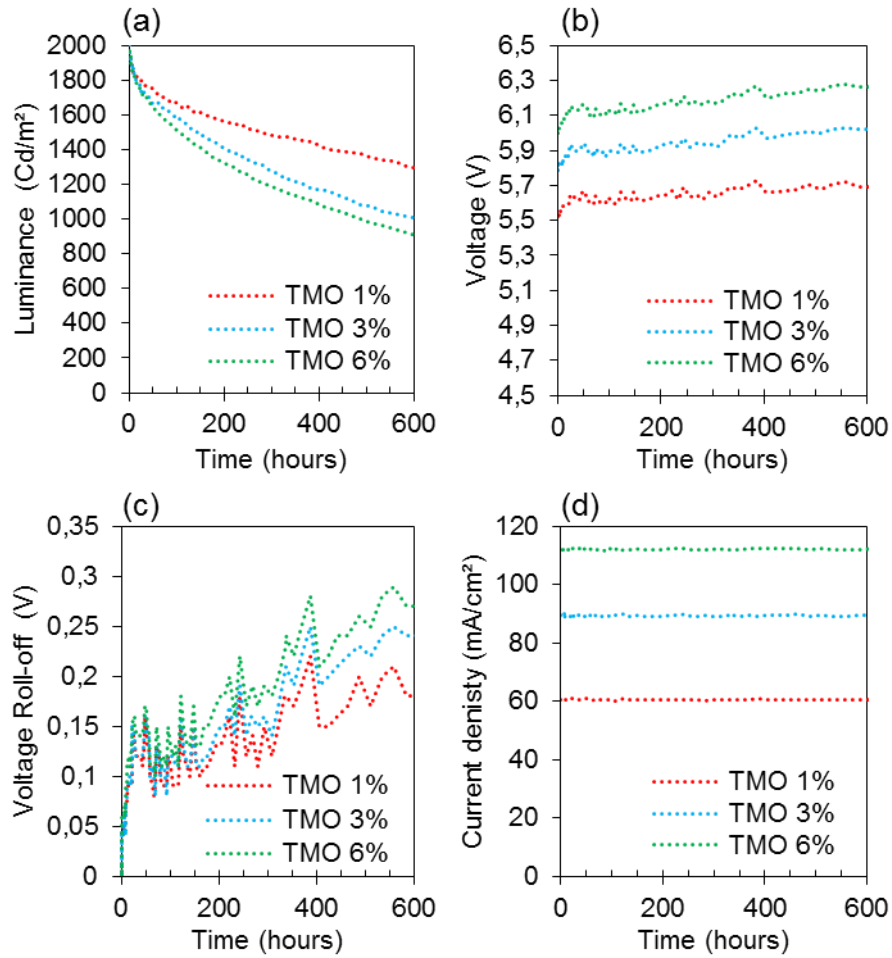 (a)
2000
1800
1600
1400
1200
1000
800
600
400
200
0
Luminance (Cd/m²)
TMO 1%
TMO 3%
TMO 6%
0 200 400 600
Time (hours)
(b)
6,5
6,3
6,1
5,9
5,7
5,5
5,3
5,1
4,9
4,7
4,5
Voltage (V)
TMO 1%
TMO 3%
TMO 6%
0 200 400 600
Time (hours)
(c)
0,35
0,3
0,25
0,2
0,15
0,1
0,05
0
Voltage Roll-off (V)
TMO 1%
TMO 3%
TMO 6%
0 200 400 600
Time (hours)
(d)
120
100
80
60
40
20
0
Current denisty (mA/cm²)
TMO 1%
TMO 3%
TMO 6%
0 200 400 600
Time (hours)